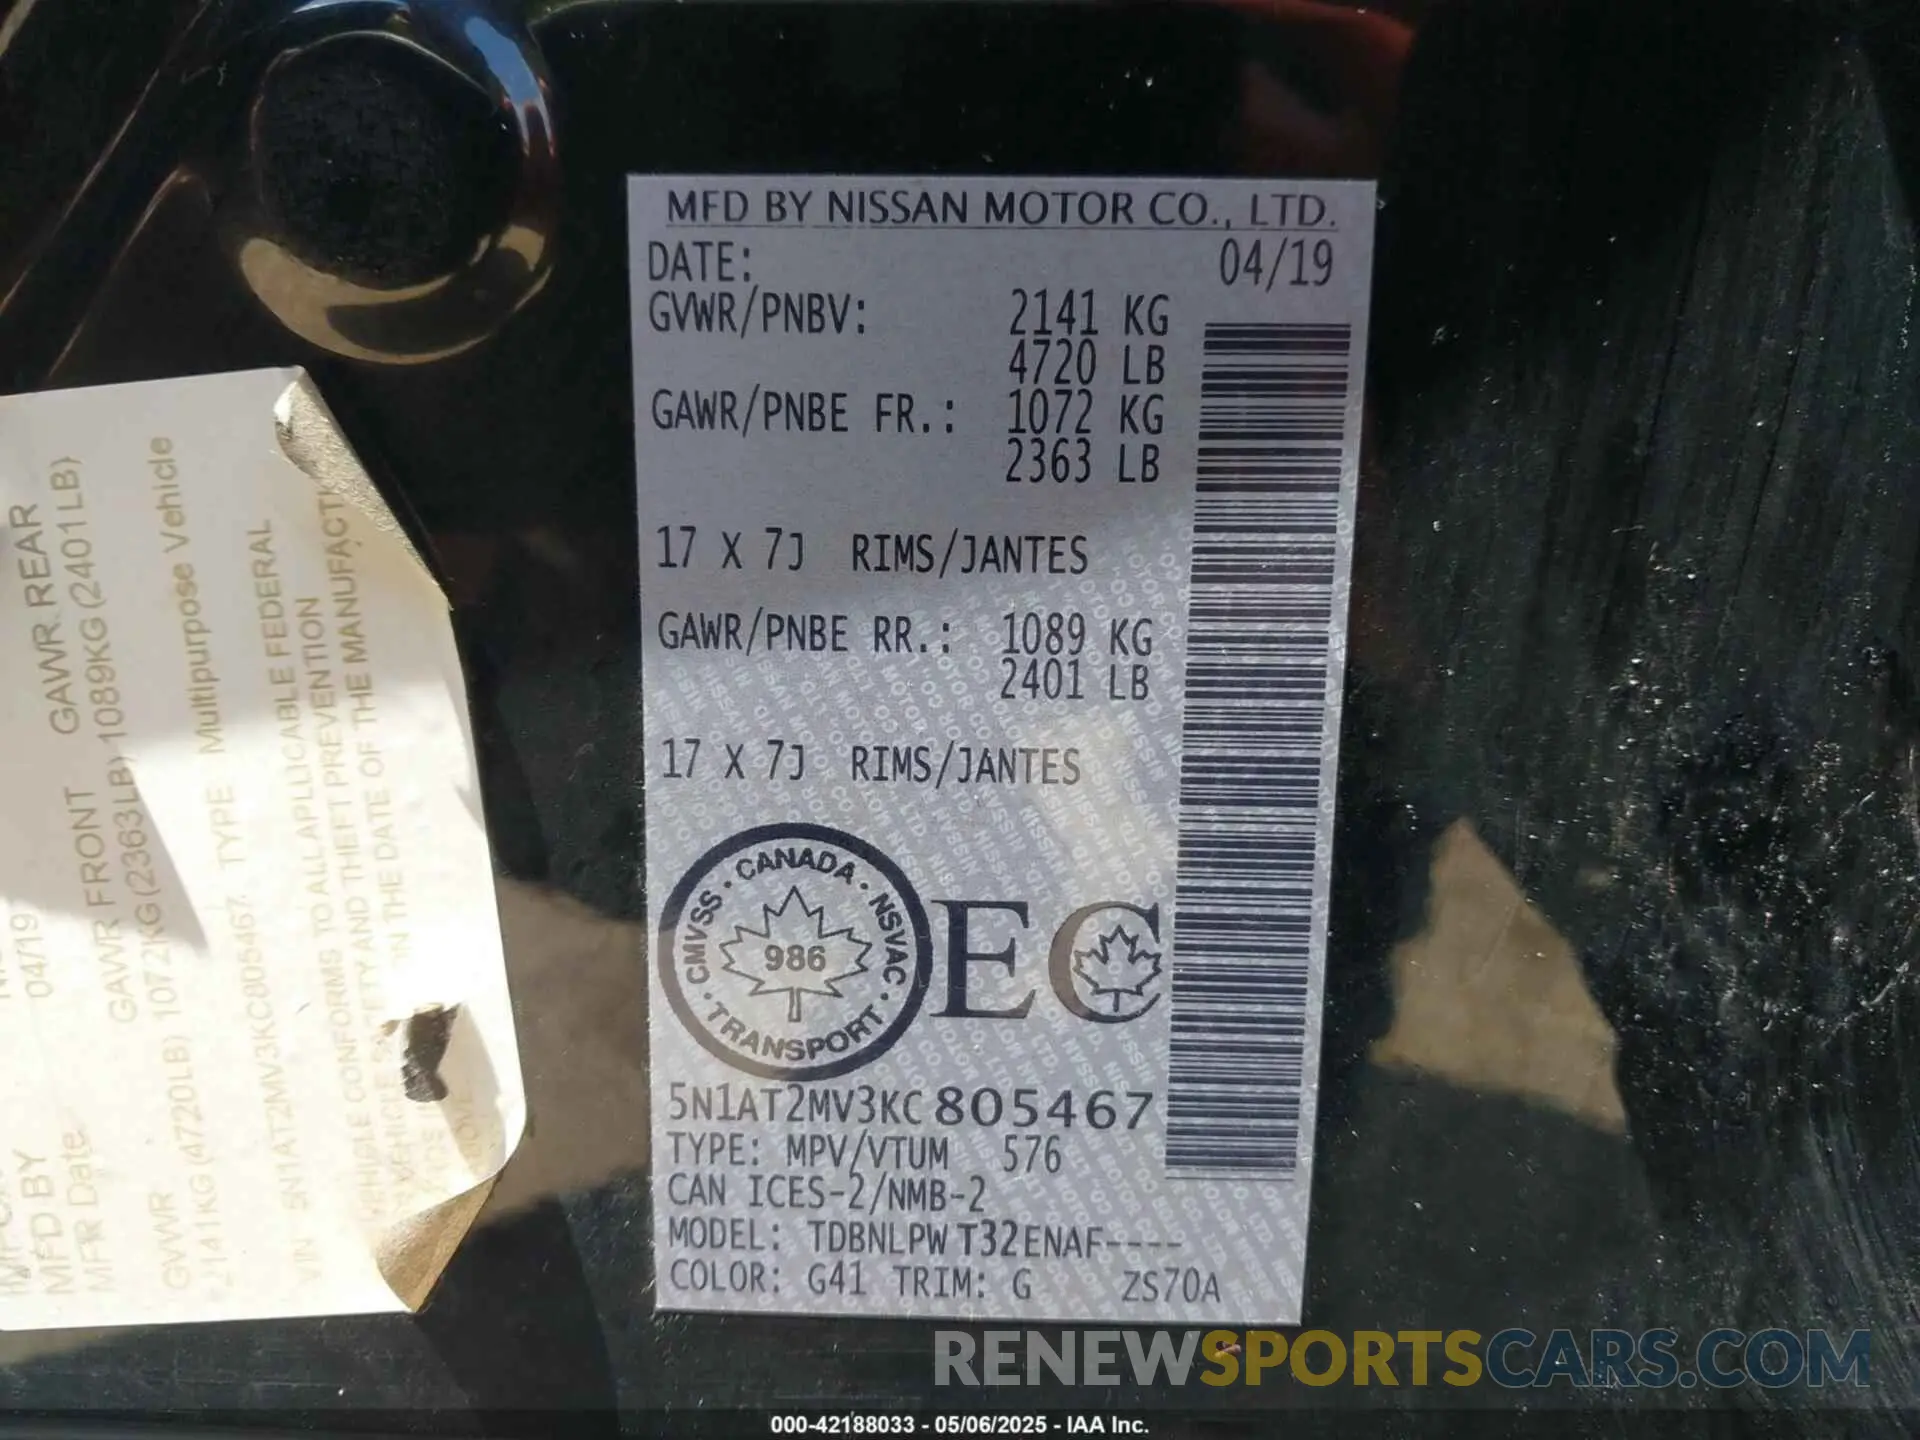 MFD BY NISSAN MOTOR CO., LTD.
DATE: 04/19
GVWR/PNBV: 2141 KG
4720 LB
GAWR/PNBE FR.: 1072 KG
2363 LB
17 X 7J RIMS/JANTES
GAWR/PNBE RR.: 1089 KG
2401 LB
17 X 7J RIMS/JANTES
CANADA · NSVAC · TRANSPORT · CMVSS ·
986
EC
5N1AT2MV3KC805467
TYPE: MPV/VTUM 576
CAN ICES-2/NMB-2
MODEL: TDBNLPW T32ENAF----
COLOR: G41 TRIM: G ZS70A
MFD BY
MFR Date 04/19
GAWR FRONT GAWR REAR
GVWR
2141KG (4720LB) 1072KG (2363LB) 1089KG (2401LB)
VIN 5N1AT2MV3KC805467 TYPE Multipurpose Vehicle
VEHICLE CONFORMS TO ALL APPLICABLE FEDERAL
AND THEFT PREVENTION
IN THE DATE OF THE
RENEWSPORTSCARS.COM
000-42188033 - 05/06/2025 - IAA Inc.